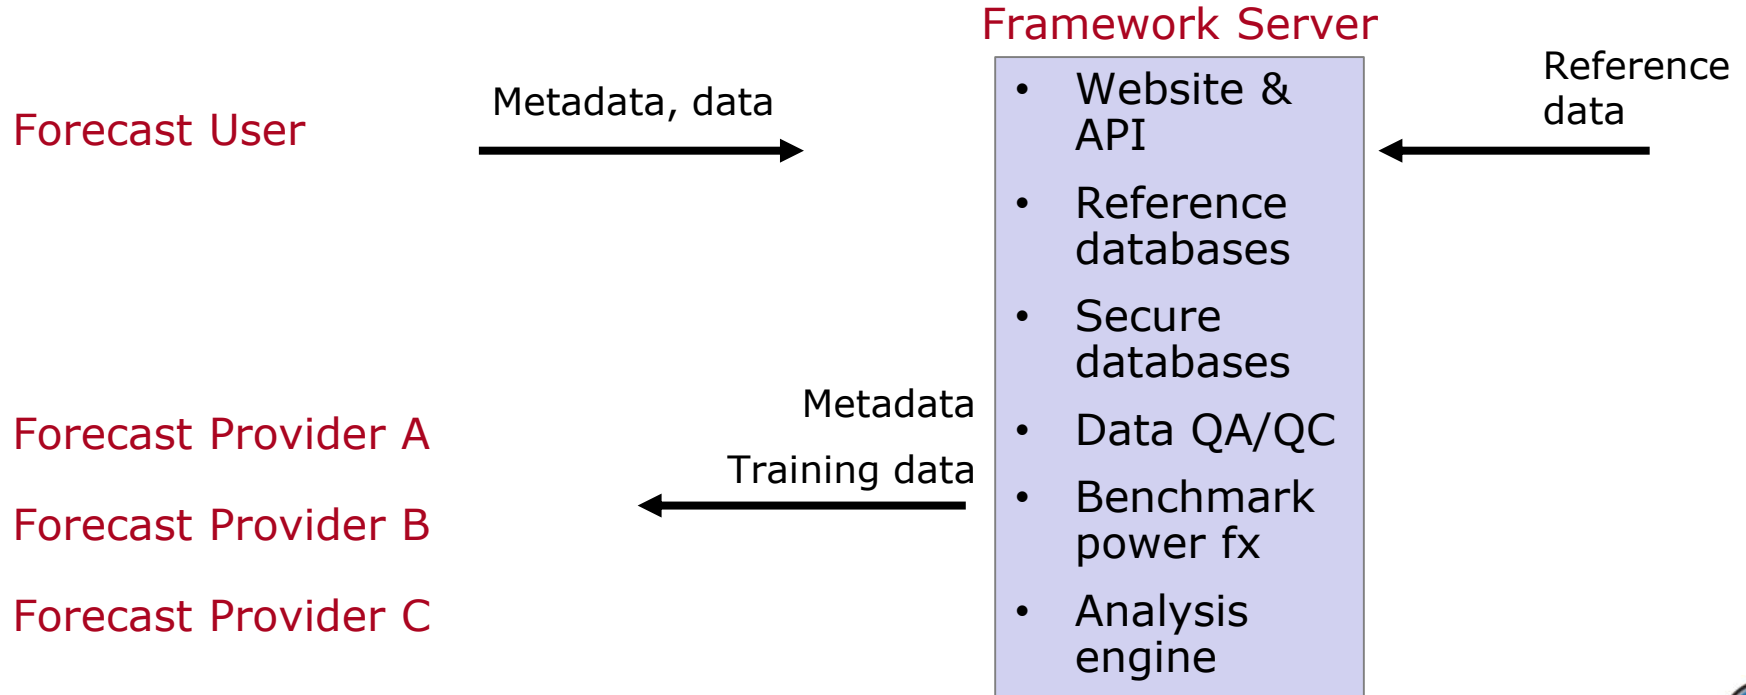 Framework Server
Forecast User
Metadata, data
Reference
data
• Website &
API
• Reference
databases
• Secure
databases
• Data QA/QC
• Benchmark
power fx
• Analysis
engine
Metadata
Training data
Forecast Provider A
Forecast Provider B
Forecast Provider C